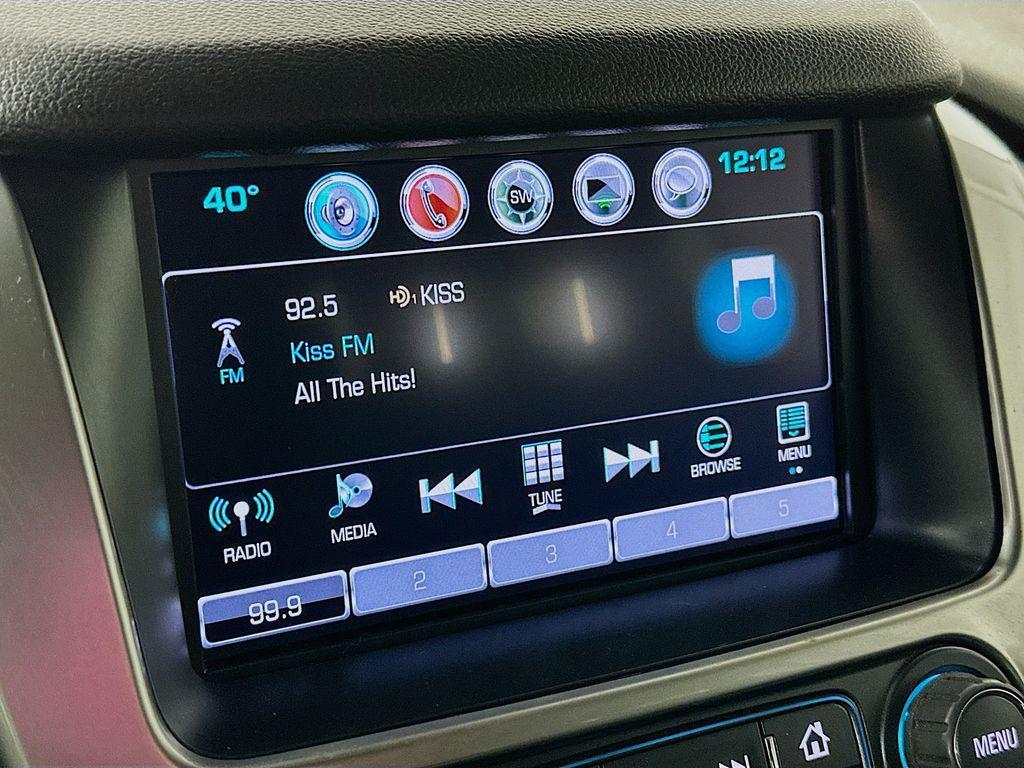 40°
SW
12:12
92.5
HD1 KISS
FM
Kiss FM
All The Hits!
RADIO
MEDIA
TUNE
BROWSE
MENU
99.9
2
3
4
5
MENU